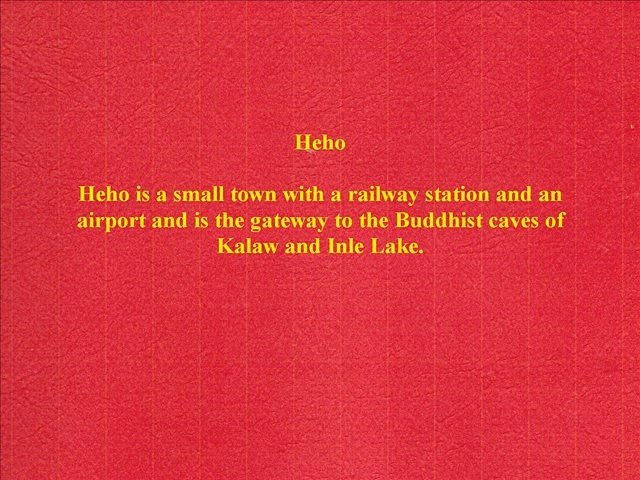 Heho
Heho is a small town with a railway station and an
airport and is the gateway to the Buddhist caves of
Kalaw and Inle Lake.